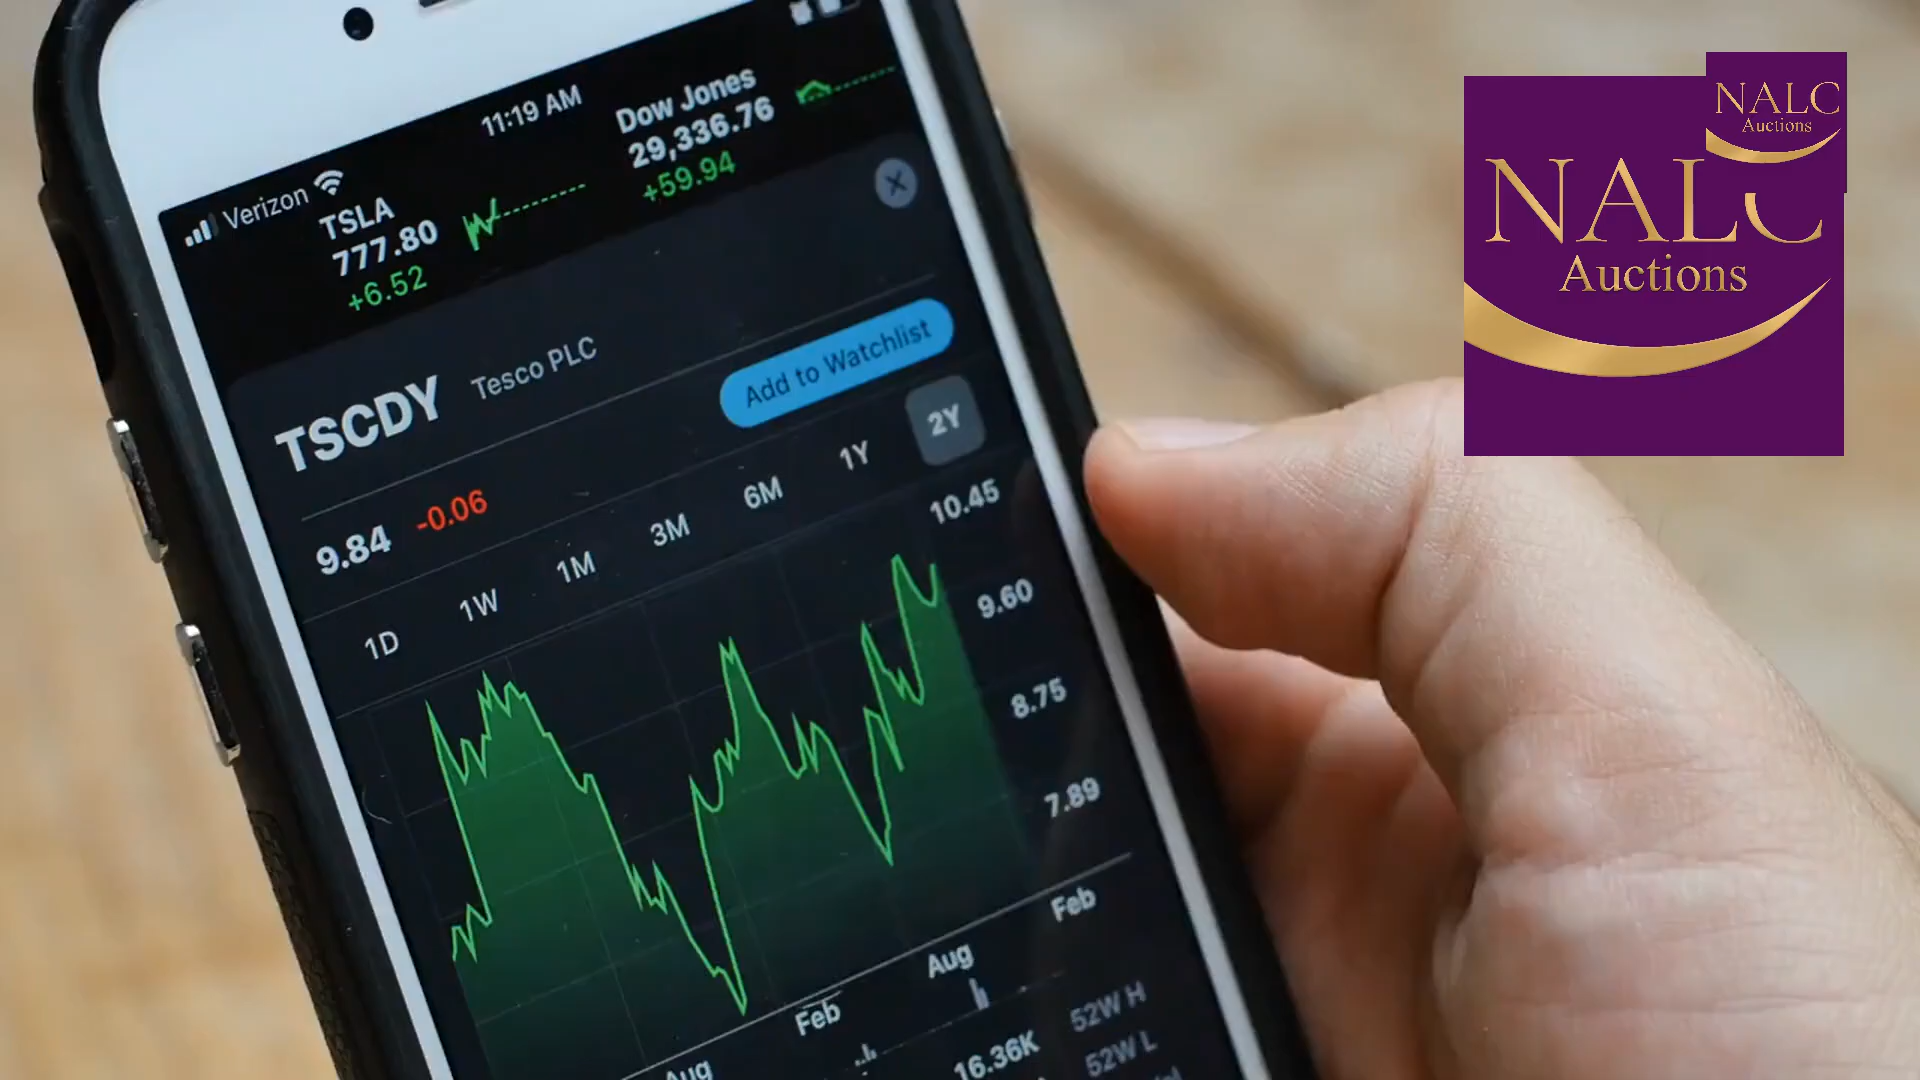 11:19 AM
Verizon
TSLA
777.80
+6.52
Dow Jones
29,336.76
+59.94
TSCDY Tesco PLC
Add to Watchlist
9.84 -0.06
1D 1W 1M 3M 6M 1Y 2Y
10.45
9.60
8.75
7.89
Aug Feb Aug Feb
16.36K
52W H
52W L
NALC
Auctions
NALC
Auctions